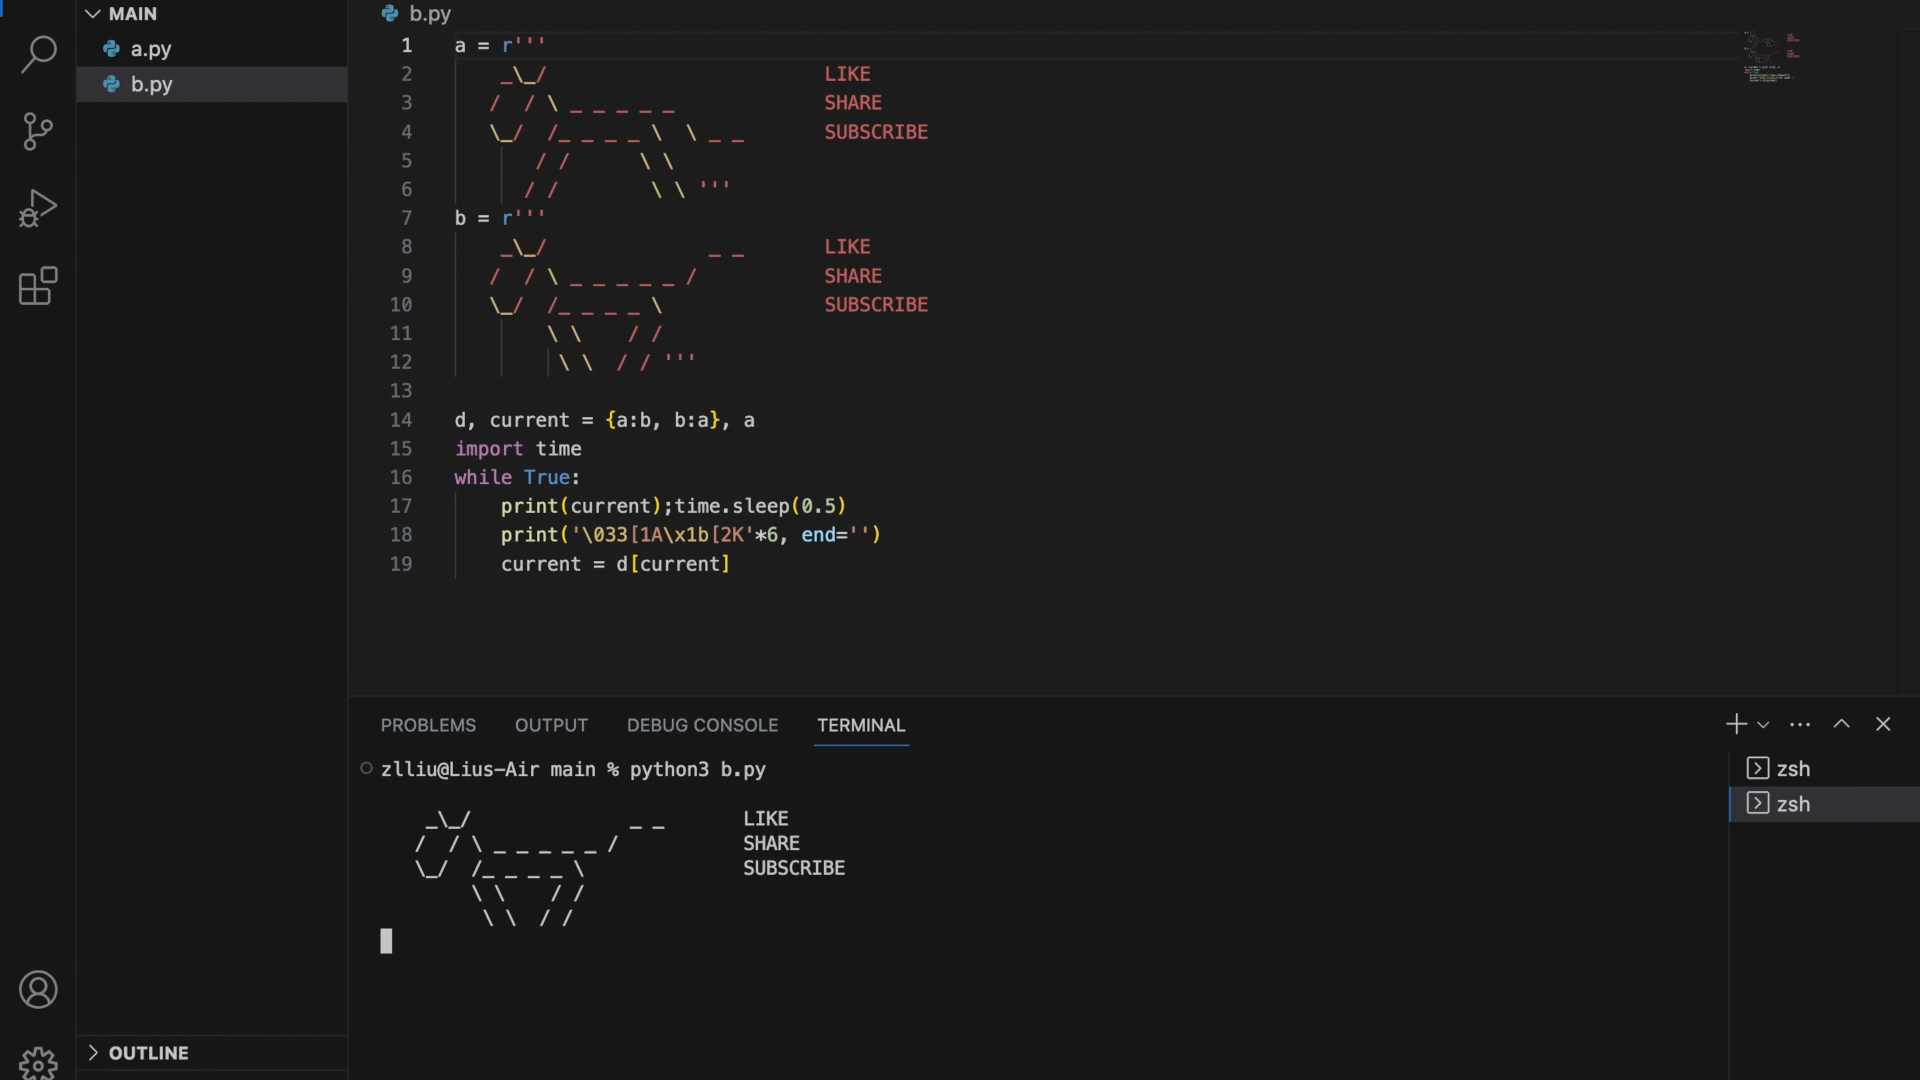 MAIN
a.py
b.py
OUTLINE
b.py
1 a = r'''
2     _\_/                        LIKE
3    /  / \ _ _ _ _ _             SHARE
4    \_/  /_ _ _ _ \  \ _ _       SUBSCRIBE
5        / /      \ \
6       / /        \ \ '''
7 b = r'''
8     _\_/              _ _       LIKE
9    /  / \ _ _ _ _ _ /           SHARE
10   \_/  /_ _ _ _ \              SUBSCRIBE
11        \ \    / /
12         \ \  / / '''
13
14 d, current = {a:b, b:a}, a
15 import time
16 while True:
17     print(current);time.sleep(0.5)
18     print('\033[1A\x1b[2K'*6, end='')
19     current = d[current]
PROBLEMS OUTPUT DEBUG CONSOLE TERMINAL
zlliu@Lius-Air main % python3 b.py
    _\_/              _ _       LIKE
   /  / \ _ _ _ _ _ /           SHARE
   \_/  /_ _ _ _ \              SUBSCRIBE
        \ \    / /
         \ \  / /
zsh
zsh